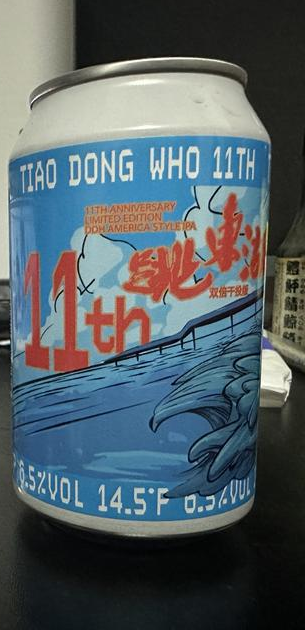 TIAO DONG WHO 11TH
11TH ANNIVERSARY
LIMITED EDITION
DDH AMERICA STYLE IPA
跳東湖
双倍干投版
11th
6.5%VOL 14.5°P 6.5%VOL